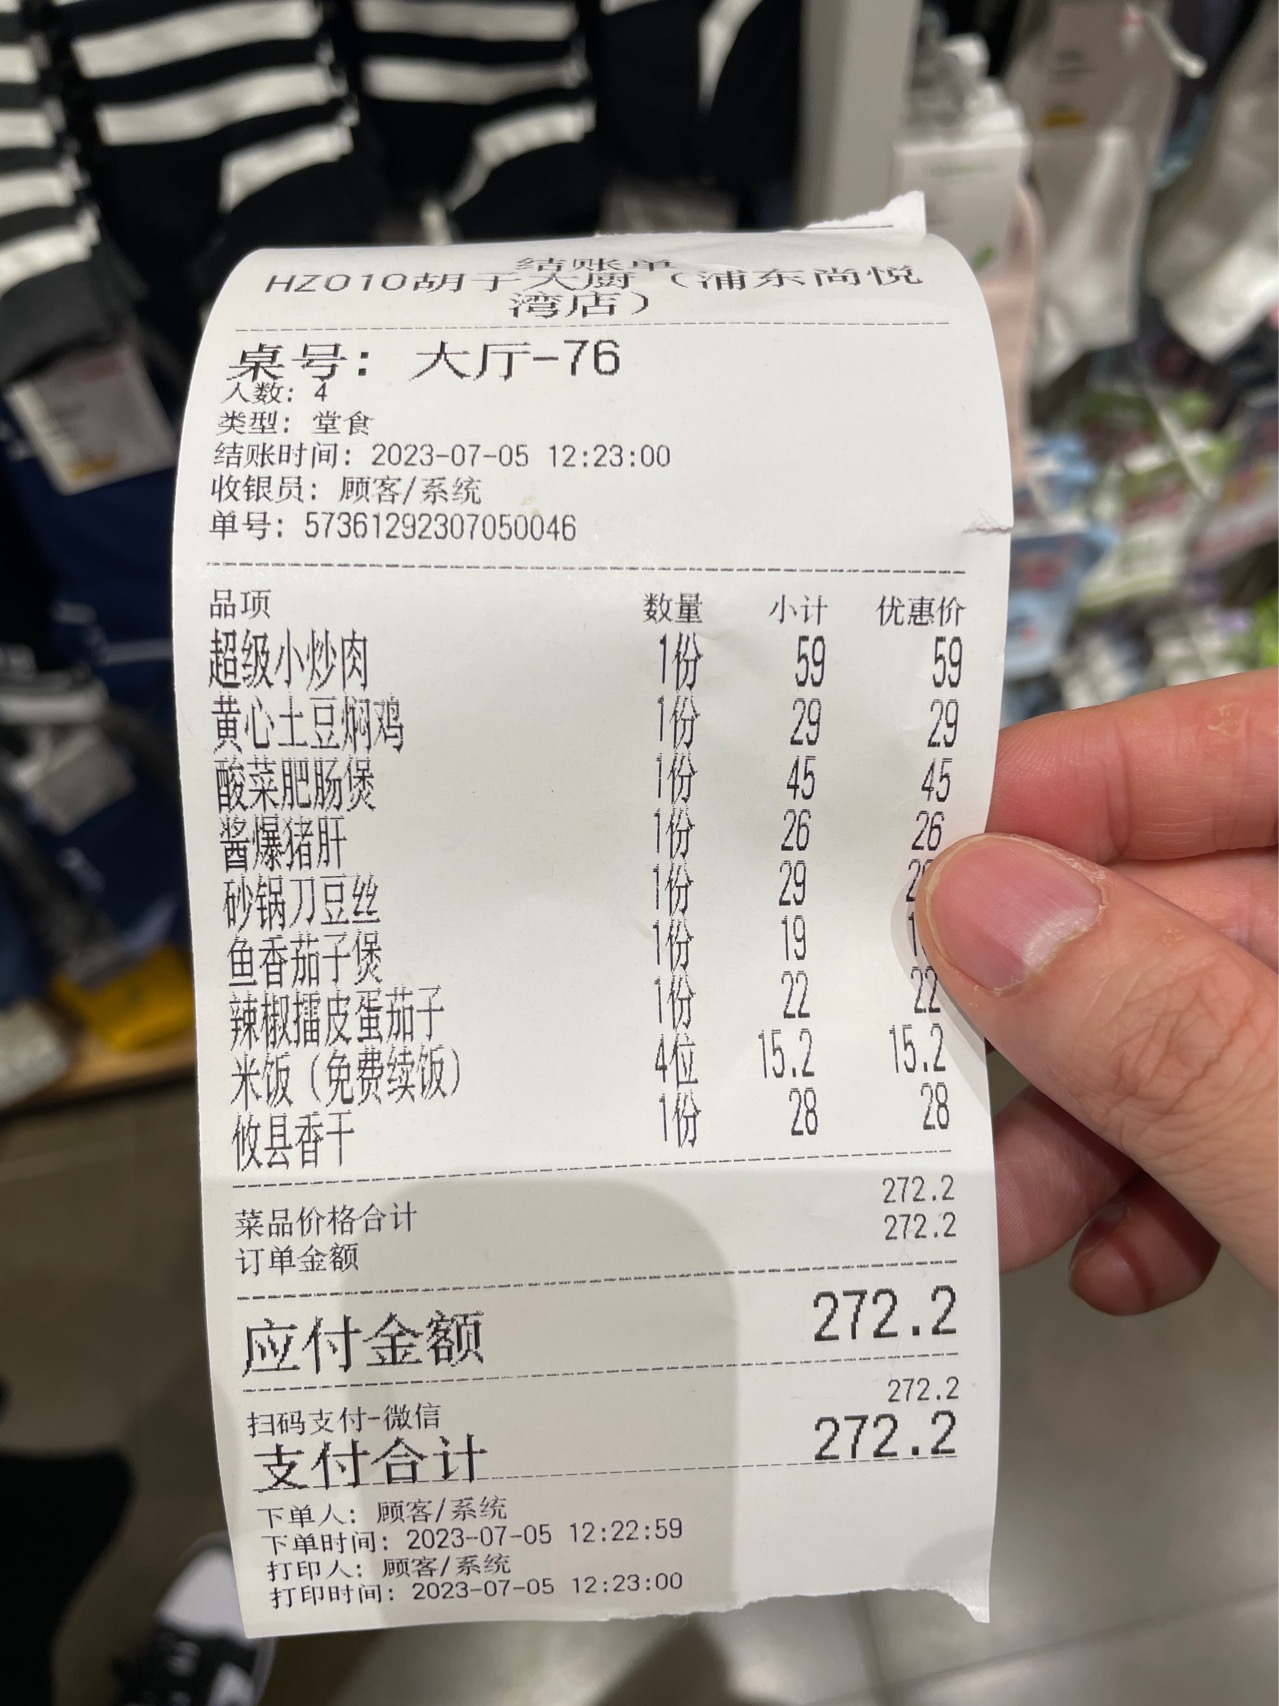 结账单
HZ010胡子大厨（浦东尚悦
湾店）
桌号：大厅-76
人数：4
类型：堂食
结账时间：2023-07-05 12:23:00
收银员：顾客/系统
单号：57361292307050046
品项 数量 小计 优惠价
超级小炒肉 1份 59 59
黄心土豆焖鸡 1份 29 29
酸菜肥肠煲 1份 45 45
酱爆猪肝 1份 26 26
砂锅刀豆丝 1份 29
鱼香茄子煲 1份 19
辣椒擂皮蛋茄子 1份 22 22
米饭（免费续饭） 4位 15.2 15.2
攸县香干 1份 28 28
菜品价格合计 272.2
订单金额 272.2
应付金额 272.2
扫码支付-微信 272.2
支付合计 272.2
下单人：顾客/系统
下单时间：2023-07-05 12:22:59
打印人：顾客/系统
打印时间：2023-07-05 12:23:00